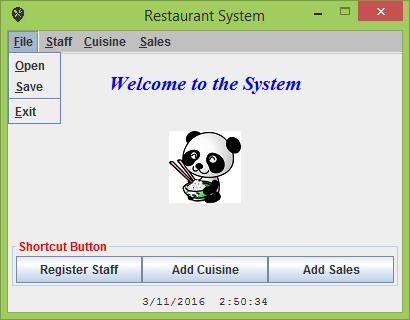 Restaurant System
File Staff Cuisine Sales
Open
Save
Exit
Welcome to the System
Shortcut Button
Register Staff Add Cuisine Add Sales
3/11/2016 2:50:34